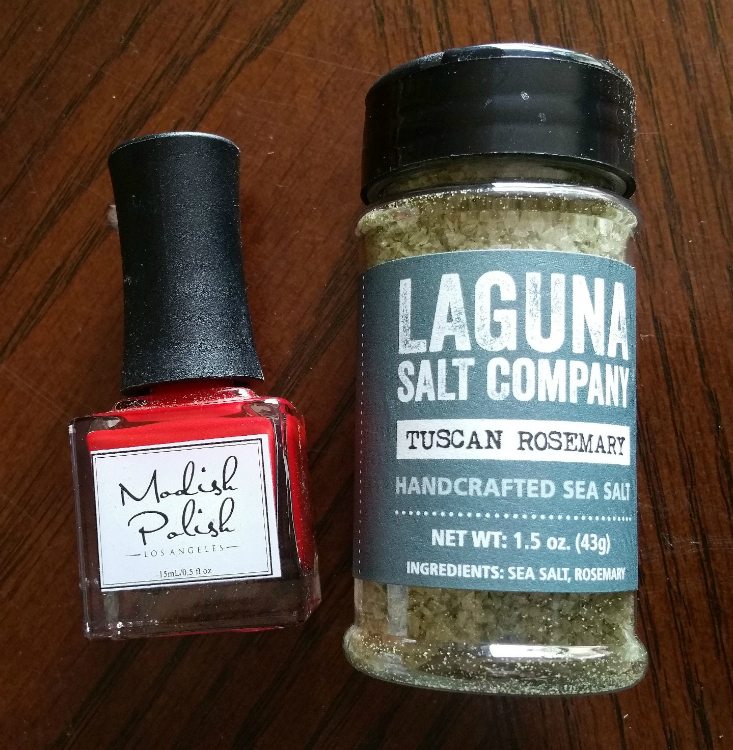 Modish
Polish
LOS ANGELES
15mL/0.5 fl oz
LAGUNA
SALT COMPANY
TUSCAN ROSEMARY
HANDCRAFTED SEA SALT
NET WT: 1.5 oz. (43g)
INGREDIENTS: SEA SALT, ROSEMARY